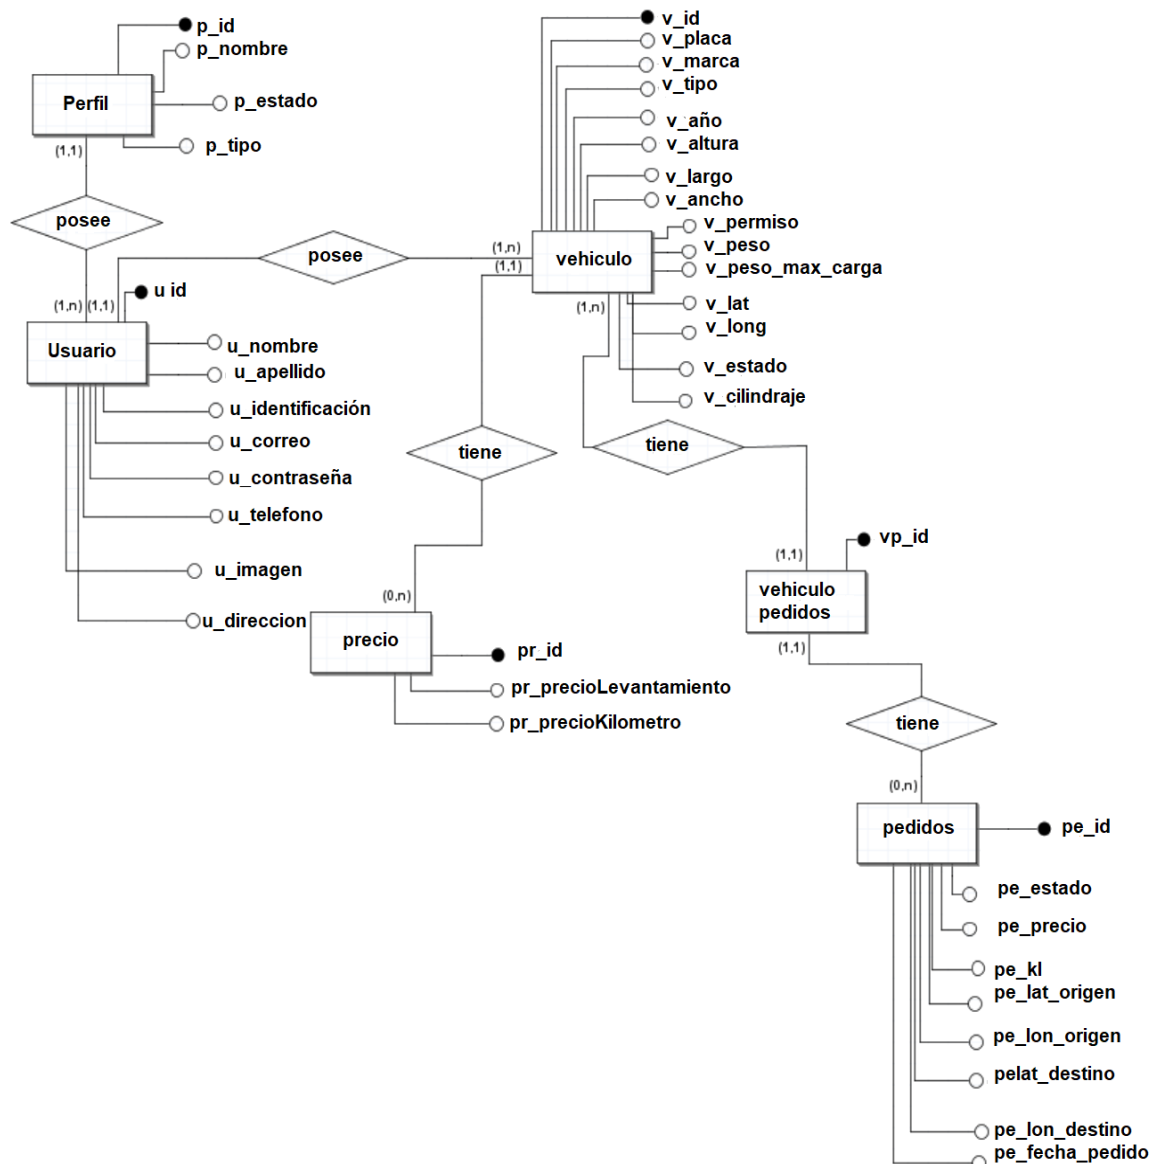 p_id
p_nombre
Perfil
p_estado
p_tipo
(1,1)
posee
(1,n)
(1,1)
u id
Usuario
u_nombre
u_apellido
u_identificación
u_correo
u_contraseña
u_telefono
u_imagen
u_direccion
posee
(1,n)
(1,1)
v_id
v_placa
v_marca
v_tipo
v_año
v_altura
v_largo
v_ancho
vehiculo
v_permiso
v_peso
v_peso_max_carga
v_lat
v_long
v_estado
v_cilindraje
(1,n)
tiene
tiene
(0,n)
precio
pr_id
pr_precioLevantamiento
pr_precioKilometro
vp_id
(1,1)
vehiculo
pedidos
(1,1)
tiene
(0,n)
pedidos
pe_id
pe_estado
pe_precio
pe_kl
pe_lat_origen
pe_lon_origen
pelat_destino
pe_lon_destino
pe_fecha_pedido